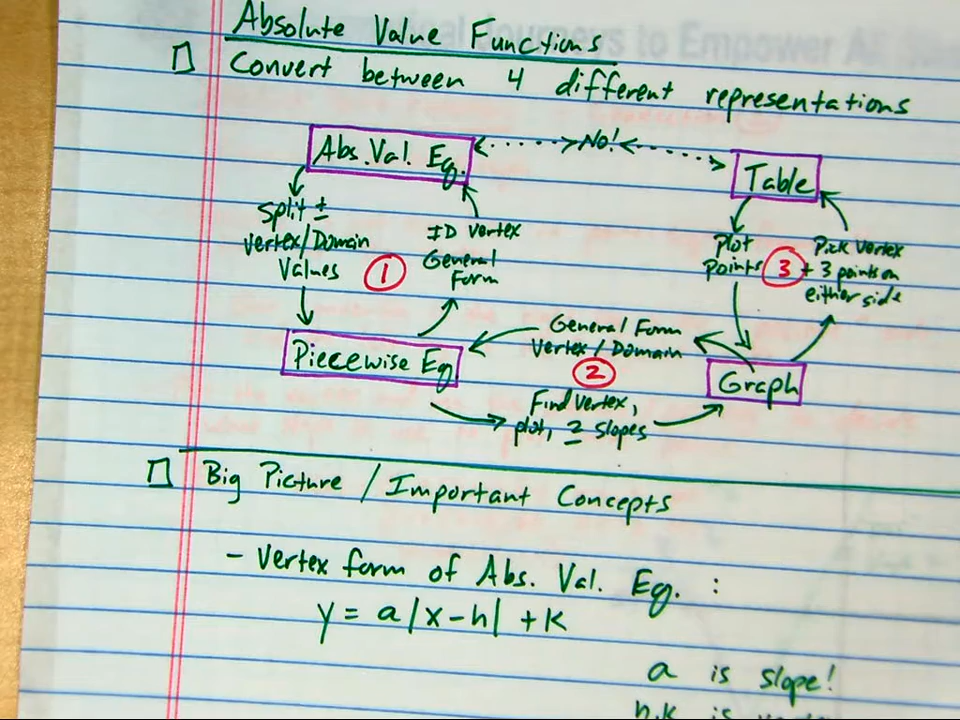 Absolute Value Functions
Convert between 4 different representations
Abs. Val. Eq.
No!
Table
Split ±
Vertex/Domain
Values
1
ID Vertex
General
Form
Plot
Points
3
Pick Vertex
+ 3 points on
either side
Piecewise Eq
General Form
Vertex / Domain
2
Find Vertex,
plot, 2 slopes
Graph
Big Picture / Important Concepts
- Vertex form of Abs. Val. Eq. :
y = a|x-h| + k
a is slope!
h,k is